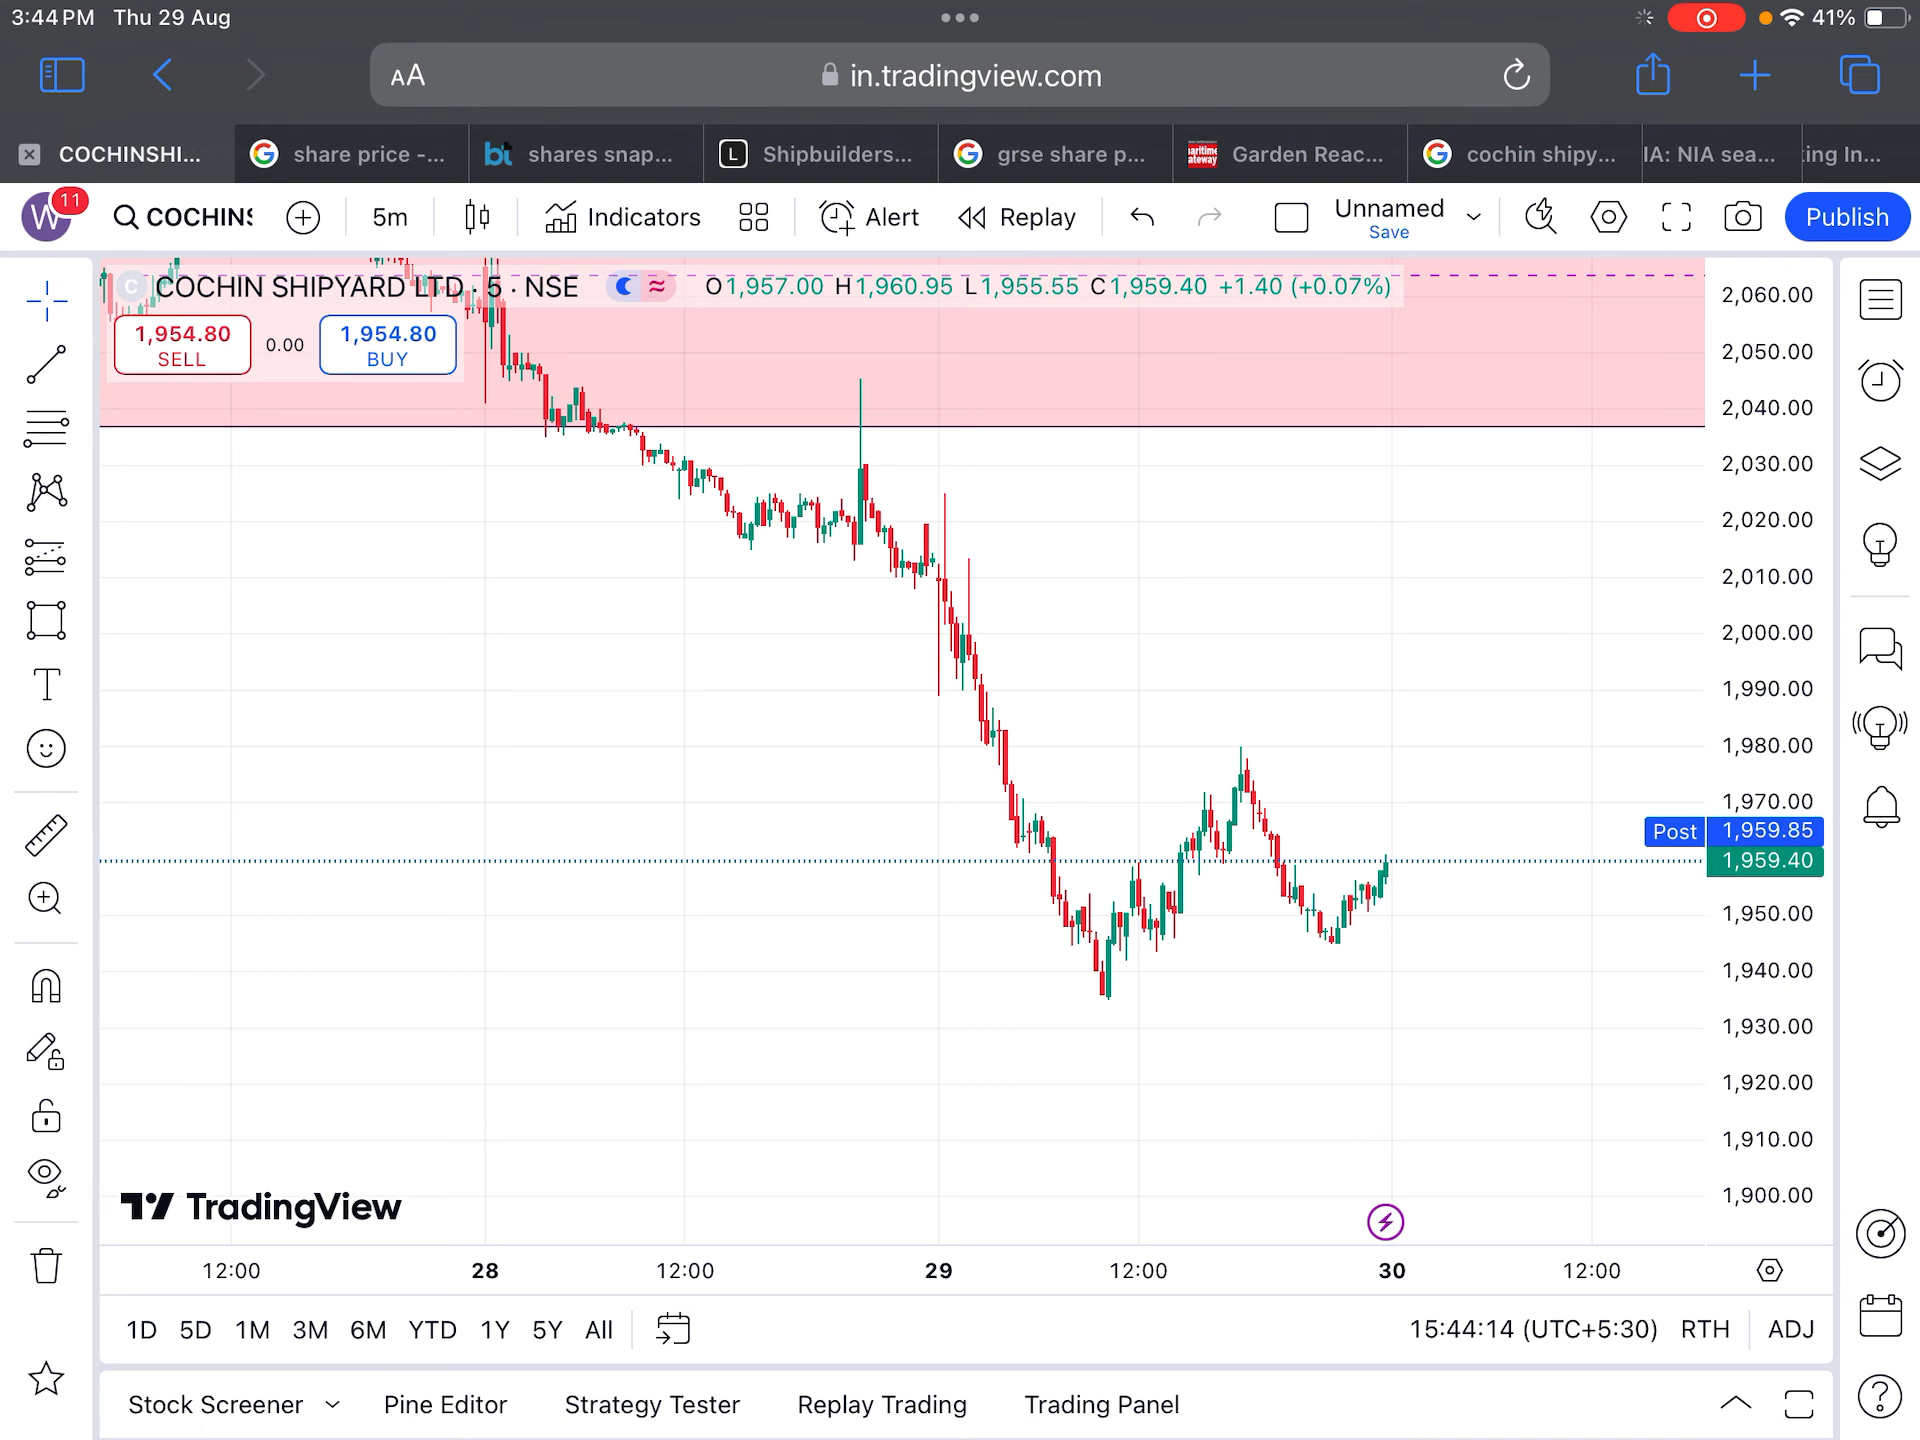 3:44 PM Thu 29 Aug
41%
AA
in.tradingview.com
COCHINSHI...
share price -...
bt shares snap...
L Shipbuilders...
grse share p...
Garden Reac...
cochin shipy...
IA: NIA sea...
ing In...
W 11
COCHINS
5m
Indicators
Alert
Replay
Unnamed
Save
Publish
C COCHIN SHIPYARD LTD · 5 · NSE
O1,957.00 H1,960.95 L1,955.55 C1,959.40 +1.40 (+0.07%)
1,954.80
SELL
0.00
1,954.80
BUY
2,060.00
2,050.00
2,040.00
2,030.00
2,020.00
2,010.00
2,000.00
1,990.00
1,980.00
1,970.00
Post 1,959.85
1,959.40
1,950.00
1,940.00
1,930.00
1,920.00
1,910.00
1,900.00
TradingView
12:00 28 12:00 29 12:00 30 12:00
1D 5D 1M 3M 6M YTD 1Y 5Y All
15:44:14 (UTC+5:30) RTH ADJ
Stock Screener Pine Editor Strategy Tester Replay Trading Trading Panel